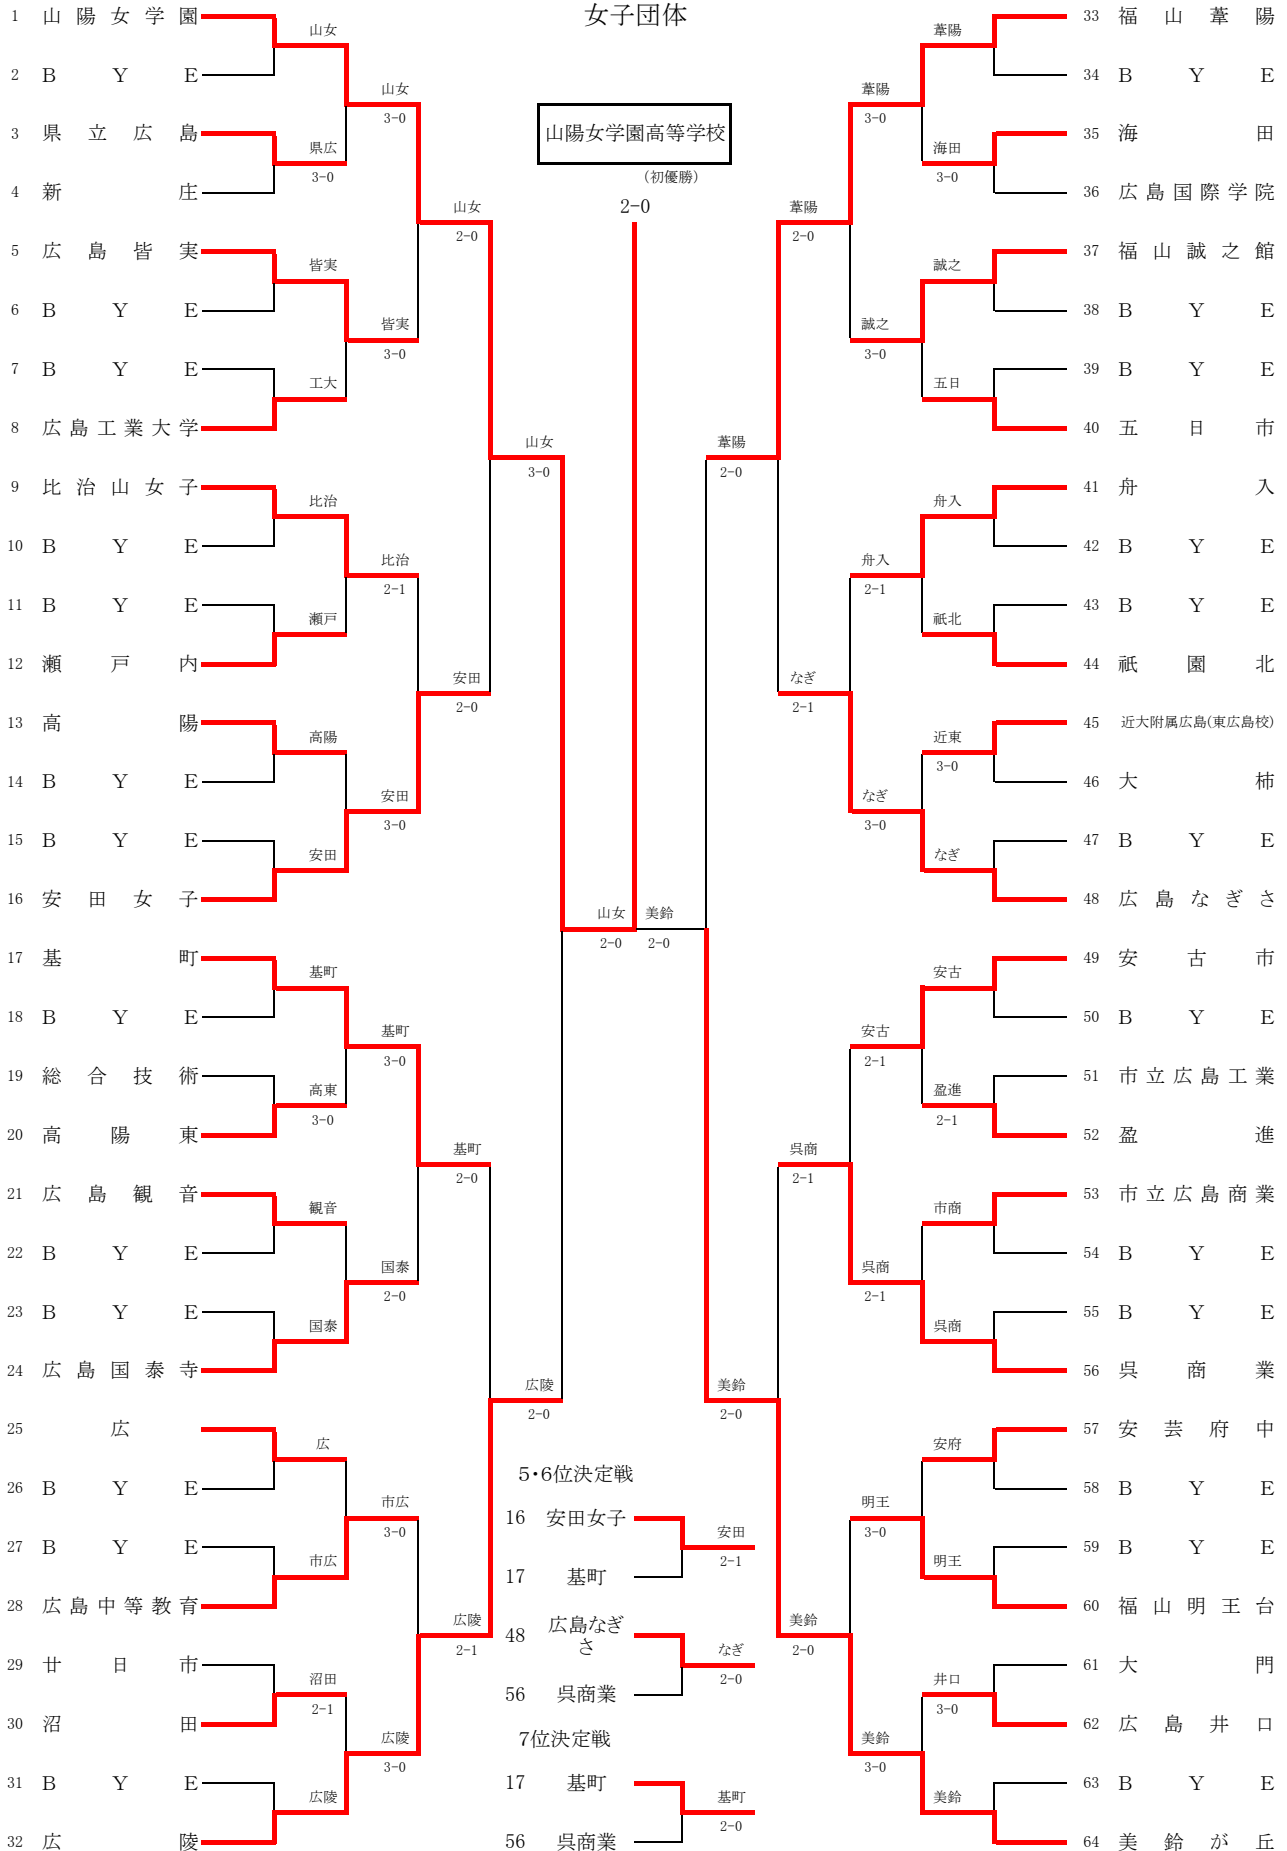 女子団体
山陽女学園高等学校
(初優勝)
2-0
1 山陽女学園
2 BYE
3 県立広島
4 新庄
5 広島皆実
6 BYE
7 BYE
8 広島工業大学
9 比治山女子
10 BYE
11 BYE
12 瀬戸内
13 高陽
14 BYE
15 BYE
16 安田女子
17 基町
18 BYE
19 総合技術
20 高陽東
21 広島観音
22 BYE
23 BYE
24 広島国泰寺
25 広
26 BYE
27 BYE
28 広島中等教育
29 廿日市
30 沼田
31 BYE
32 広陵
山女
県広
3-0
皆実
工大
比治
瀬戸
高陽
安田
基町
高東
3-0
観音
国泰
広
市広
沼田
2-1
広陵
山女
3-0
皆実
3-0
比治
2-1
安田
3-0
基町
3-0
国泰
2-0
市広
3-0
広陵
3-0
山女
2-0
安田
2-0
基町
2-0
広陵
2-1
山女
3-0
広陵
2-0
山女
2-0
美鈴
2-0
葦陽
2-0
美鈴
2-0
葦陽
2-0
なぎ
2-1
呉商
2-1
美鈴
2-0
葦陽
3-0
誠之
3-0
舟入
2-1
なぎ
3-0
安古
2-1
呉商
2-1
明王
3-0
美鈴
3-0
葦陽
海田
3-0
誠之
五日
舟入
祇北
近東
3-0
なぎ
安古
盈進
2-1
市商
呉商
安府
明王
井口
3-0
美鈴
33 福山葦陽
34 BYE
35 海田
36 広島国際学院
37 福山誠之館
38 BYE
39 BYE
40 五日市
41 舟入
42 BYE
43 BYE
44 祇園北
45 近大附属広島(東広島校)
46 大柿
47 BYE
48 広島なぎさ
49 安古市
50 BYE
51 市立広島工業
52 盈進
53 市立広島商業
54 BYE
55 BYE
56 呉商業
57 安芸府中
58 BYE
59 BYE
60 福山明王台
61 大門
62 広島井口
63 BYE
64 美鈴が丘
5・6位決定戦
16 安田女子
17 基町
安田
2-1
48 広島なぎ
さ
56 呉商業
なぎ
2-0
7位決定戦
17 基町
56 呉商業
基町
2-0